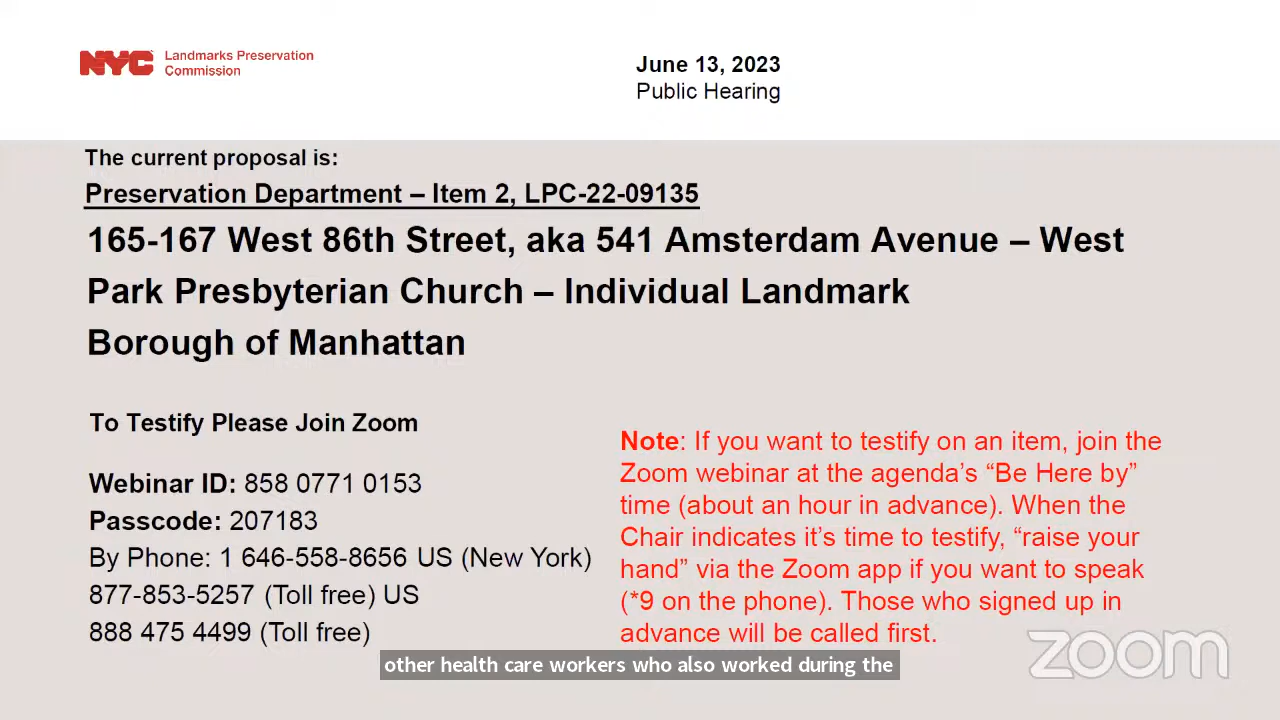 NYC Landmarks Preservation
Commission
June 13, 2023
Public Hearing
The current proposal is:
Preservation Department – Item 2, LPC-22-09135
165-167 West 86th Street, aka 541 Amsterdam Avenue – West
Park Presbyterian Church – Individual Landmark
Borough of Manhattan
To Testify Please Join Zoom
Webinar ID: 858 0771 0153
Passcode: 207183
By Phone: 1 646-558-8656 US (New York)
877-853-5257 (Toll free) US
888 475 4499 (Toll free)
Note: If you want to testify on an item, join the
Zoom webinar at the agenda’s “Be Here by”
time (about an hour in advance). When the
Chair indicates it’s time to testify, “raise your
hand” via the Zoom app if you want to speak
(*9 on the phone). Those who signed up in
advance will be called first.
zoom
other health care workers who also worked during the